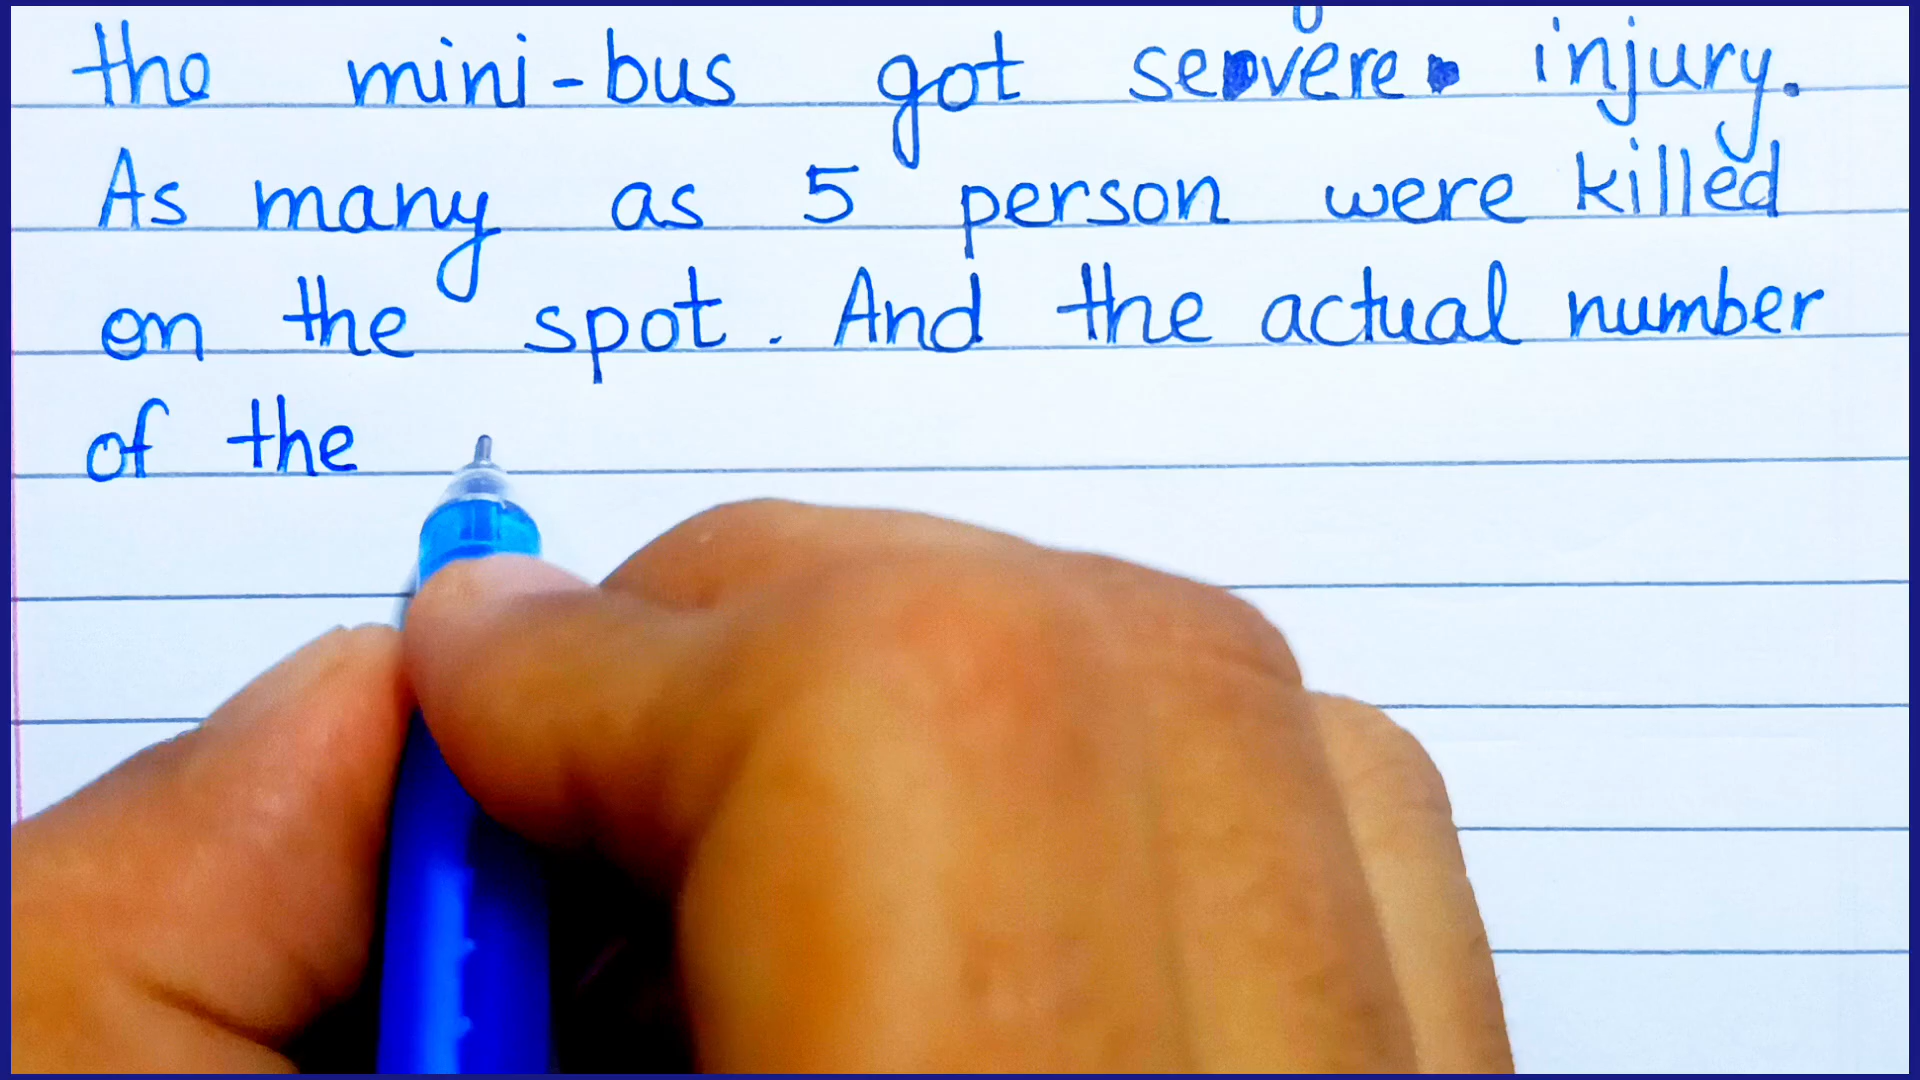 the mini-bus got severe injury.
As many as 5 person were killed
on the spot. And the actual number
of the